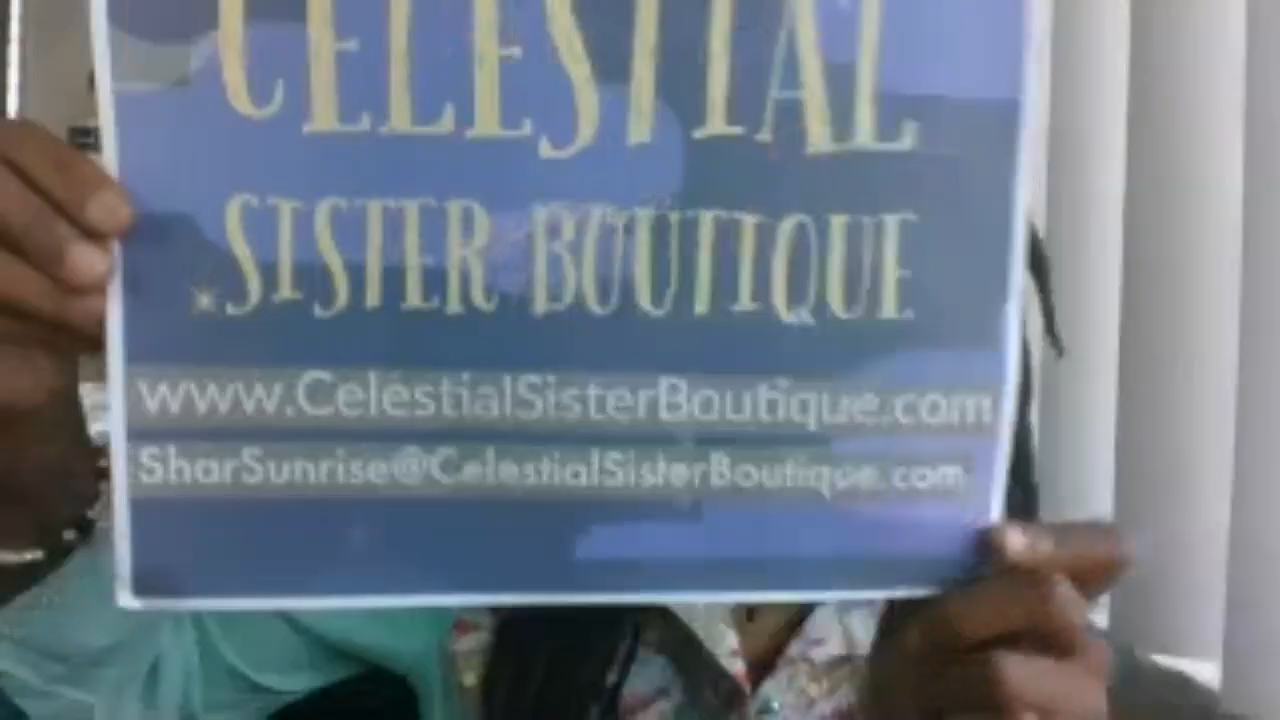 CELESTIAL
SISTER BOUTIQUE
www.CelestialSisterBoutique.com
SharSunrise@CelestialSisterBoutique.com